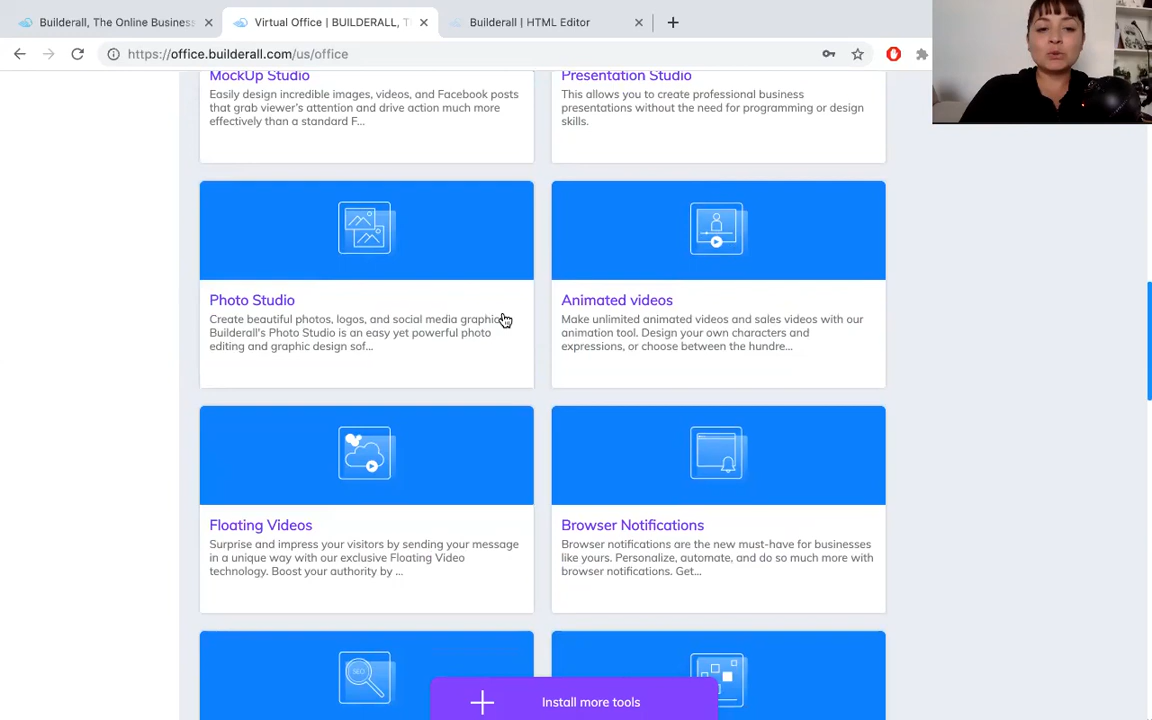 Builderall, The Online Business
Virtual Office | BUILDERALL, T
Builderall | HTML Editor
https://office.builderall.com/us/office
MockUp Studio
Easily design incredible images, videos, and Facebook posts
that grab viewer's attention and drive action much more
effectively than a standard F...
Presentation Studio
This allows you to create professional business
presentations without the need for programming or design
skills.
Photo Studio
Create beautiful photos, logos, and social media graphic
Builderall's Photo Studio is an easy yet powerful photo
editing and graphic design sof...
Animated videos
Make unlimited animated videos and sales videos with our
animation tool. Design your own characters and
expressions, or choose between the hundre...
Floating Videos
Surprise and impress your visitors by sending your message
in a unique way with our exclusive Floating Video
technology. Boost your authority by ...
Browser Notifications
Browser notifications are the new must-have for businesses
like yours. Personalize, automate, and do so much more with
browser notifications. Get...
SEO
Install more tools